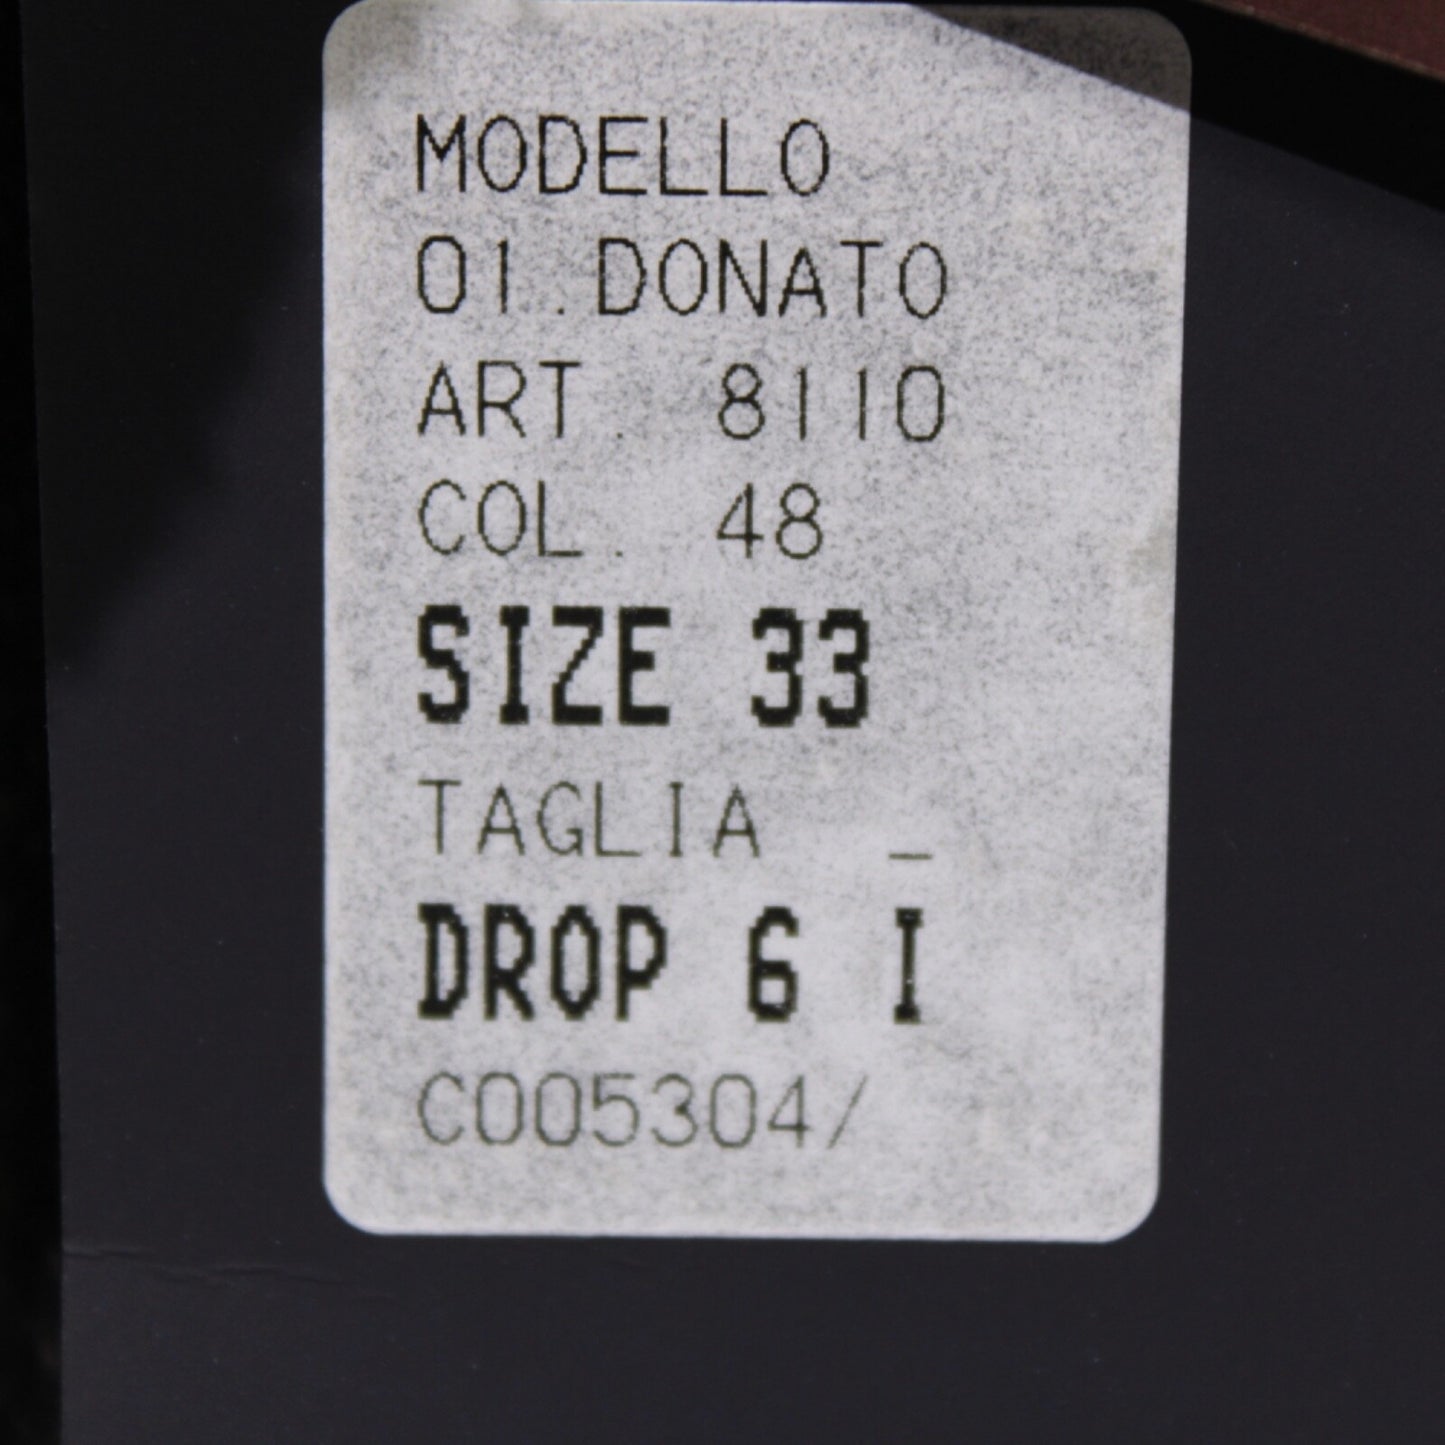 MODELLO
01.DONATO
ART. 8110
COL. 48
SIZE 33
TAGLIA _
DROP 6 I
C005304/